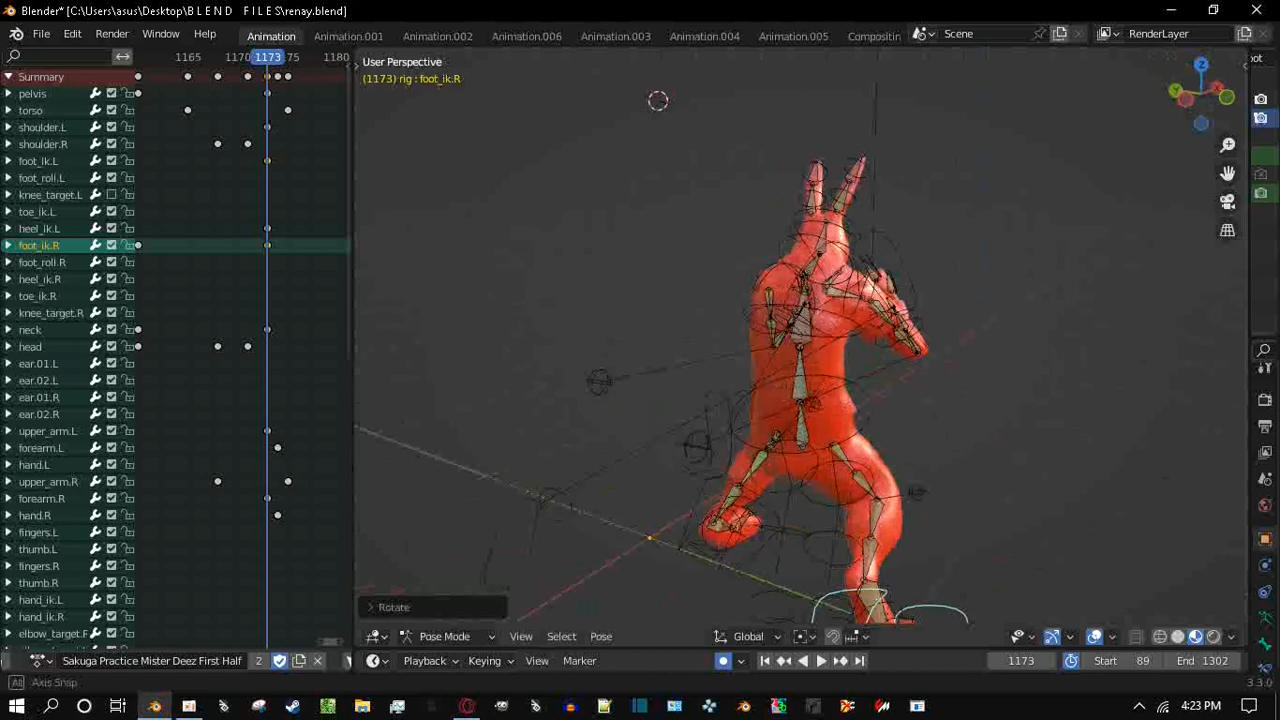 Blender* [C:\Users\asus\Desktop\B L E N D   F I L E S\renay.blend]
File Edit Render Window Help Animation Animation.001 Animation.002 Animation.006 Animation.003 Animation.004 Animation.005 Compositin Scene RenderLayer
1165 1170 1173 175 1180
User Perspective
(1173) rig : foot_ik.R
Summary
pelvis
torso
shoulder.L
shoulder.R
foot_ik.L
foot_roll.L
knee_target.L
toe_ik.L
heel_ik.L
foot_ik.R
foot_roll.R
heel_ik.R
toe_ik.R
knee_target.R
neck
head
ear.01.L
ear.02.L
ear.01.R
ear.02.R
upper_arm.L
forearm.L
hand.L
upper_arm.R
forearm.R
hand.R
fingers.L
thumb.L
fingers.R
thumb.R
hand_ik.L
hand_ik.R
elbow_target.F
Z
Y
X
oot
Rotate
Pose Mode View Select Pose Global
Sakuga Practice Mister Deez First Half 2 Playback Keying View Marker 1173 Start 89 End 1302
Axis Snap 3.3.0
4:23 PM